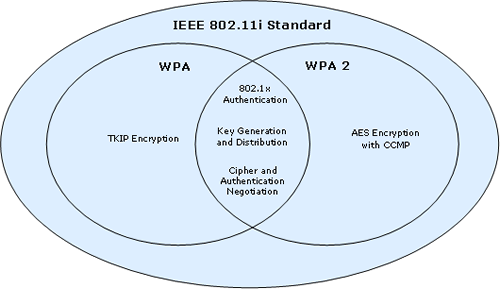 IEEE 802.11i Standard
WPA
WPA 2
802.1x
Authentication
TKIP Encryption
Key Generation
and Distribution
AES Encryption
with CCMP
Cipher and
Authentication
Negotiation